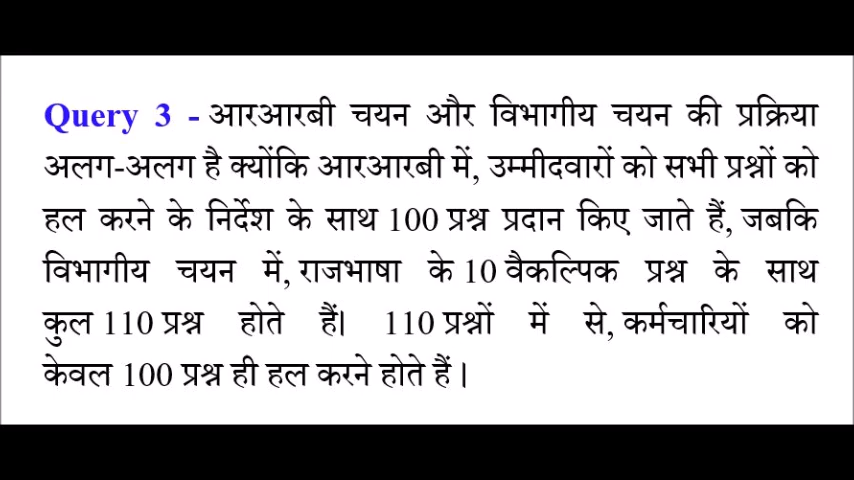 Query 3 - आरआरबी चयन और विभागीय चयन की प्रक्रिया
अलग-अलग है क्योंकि आरआरबी में, उम्मीदवारों को सभी प्रश्नों को
हल करने के निर्देश के साथ 100 प्रश्न प्रदान किए जाते हैं, जबकि
विभागीय चयन में, राजभाषा के 10 वैकल्पिक प्रश्न के साथ
कुल 110 प्रश्न होते हैं। 110 प्रश्नों में से, कर्मचारियों को
केवल 100 प्रश्न ही हल करने होते हैं ।